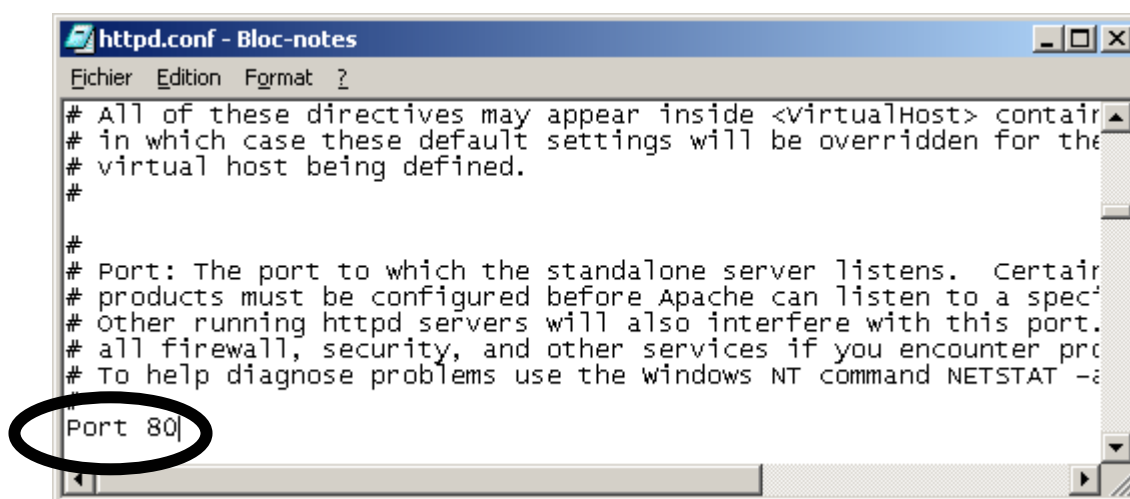 httpd.conf - Bloc-notes
Fichier Edition Format ?
# All of these directives may appear inside <VirtualHost> contain
# in which case these default settings will be overridden for the
# virtual host being defined.
#
#
# Port: The port to which the standalone server listens. Certain
# products must be configured before Apache can listen to a speci
# Other running httpd servers will also interfere with this port.
# all firewall, security, and other services if you encounter pro
# To help diagnose problems use the Windows NT command NETSTAT -a
#
Port 80